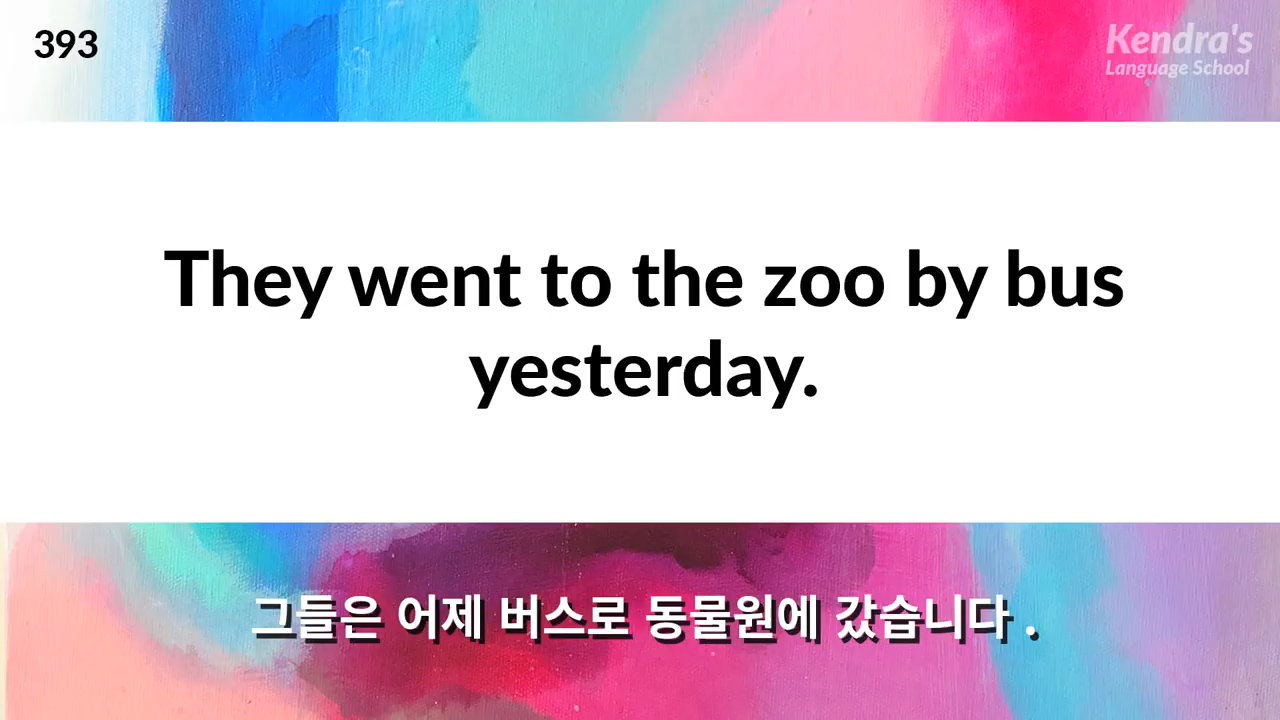 393
Kendra's
Language School
They went to the zoo by bus
yesterday.
그들은 어제 버스로 동물원에 갔습니다 .